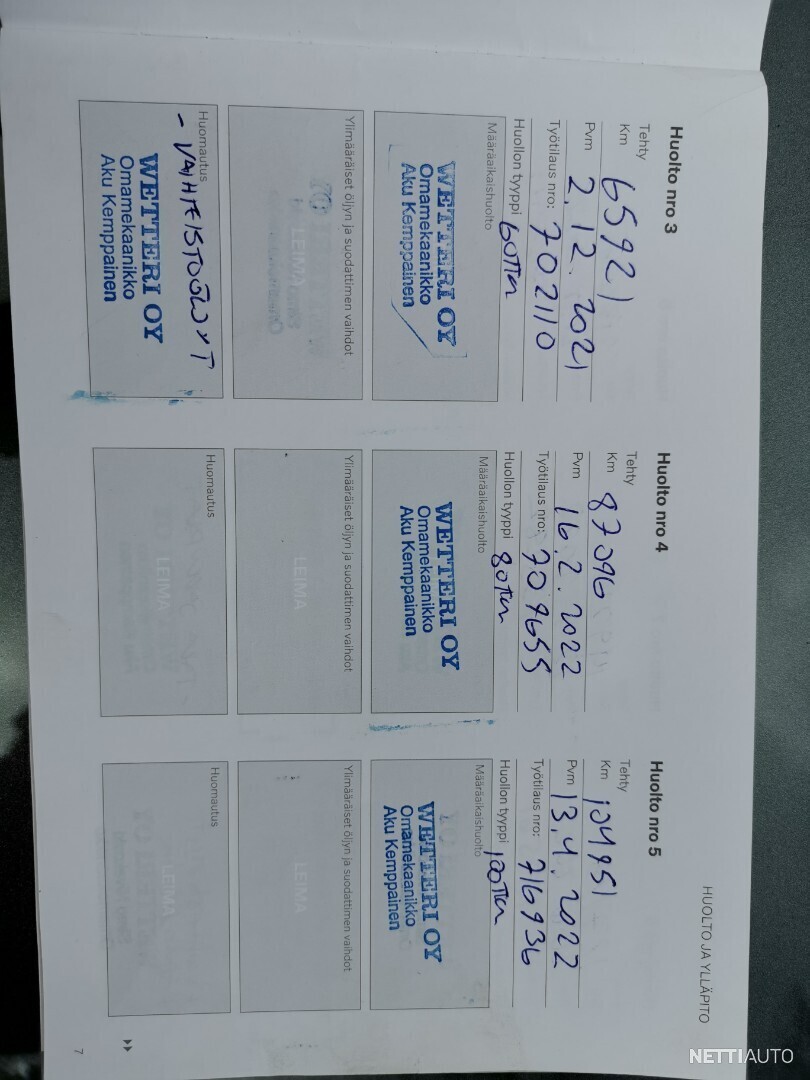 HUOLTO JA YLLÄPITO
Huolto nro 3
Tehty
Km 65921
Pvm 2.12.2021
Työtilaus nro: 702110
Huollon tyyppi 60TKM
Määräaikaishuolto
WETTERI OY
Omamekaanikko
Aku Kemppainen
Ylimääräiset öljyn ja suodattimen vaihdot
LEIMA
Huomautus
- VAIHTEISTOÖLJYT
WETTERI OY
Omamekaanikko
Aku Kemppainen
Huolto nro 4
Tehty
Km 87096
Pvm 16.2.2022
Työtilaus nro: 709655
Huollon tyyppi 80TKM
Määräaikaishuolto
WETTERI OY
Omamekaanikko
Aku Kemppainen
Ylimääräiset öljyn ja suodattimen vaihdot
LEIMA
Huomautus
LEIMA
Huolto nro 5
Tehty
Km 104951
Pvm 13.4.2022
Työtilaus nro: 716936
Huollon tyyppi 100TKM
Määräaikaishuolto
WETTERI OY
Omamekaanikko
Aku Kemppainen
Ylimääräiset öljyn ja suodattimen vaihdot
LEIMA
Huomautus
LEIMA
7
NETTIAUTO